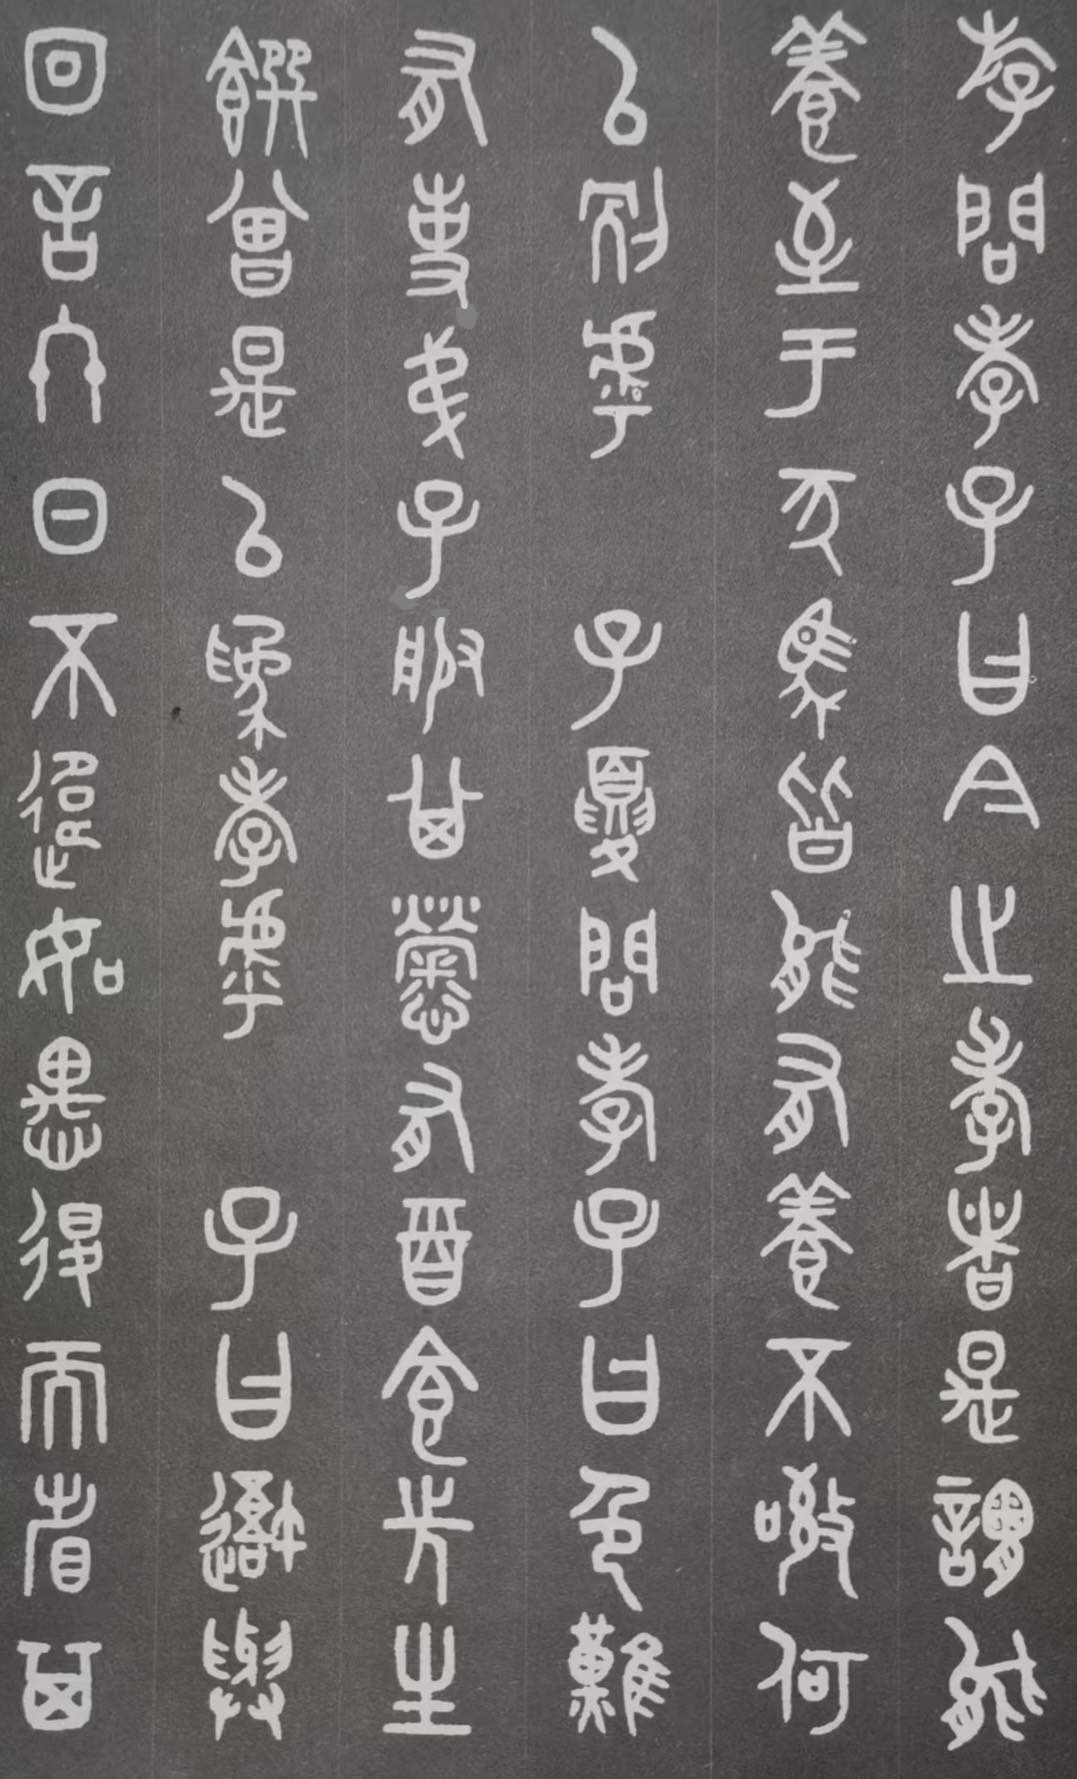 斿問孝子曰今之孝者是謂能
養至于犬馬皆能有養不敬何
以別乎 子夏問孝子曰色難
有事弟子服其勞有酒食先生
饌曾是以為孝乎 子曰吾與
回言終日不違如愚退而省其